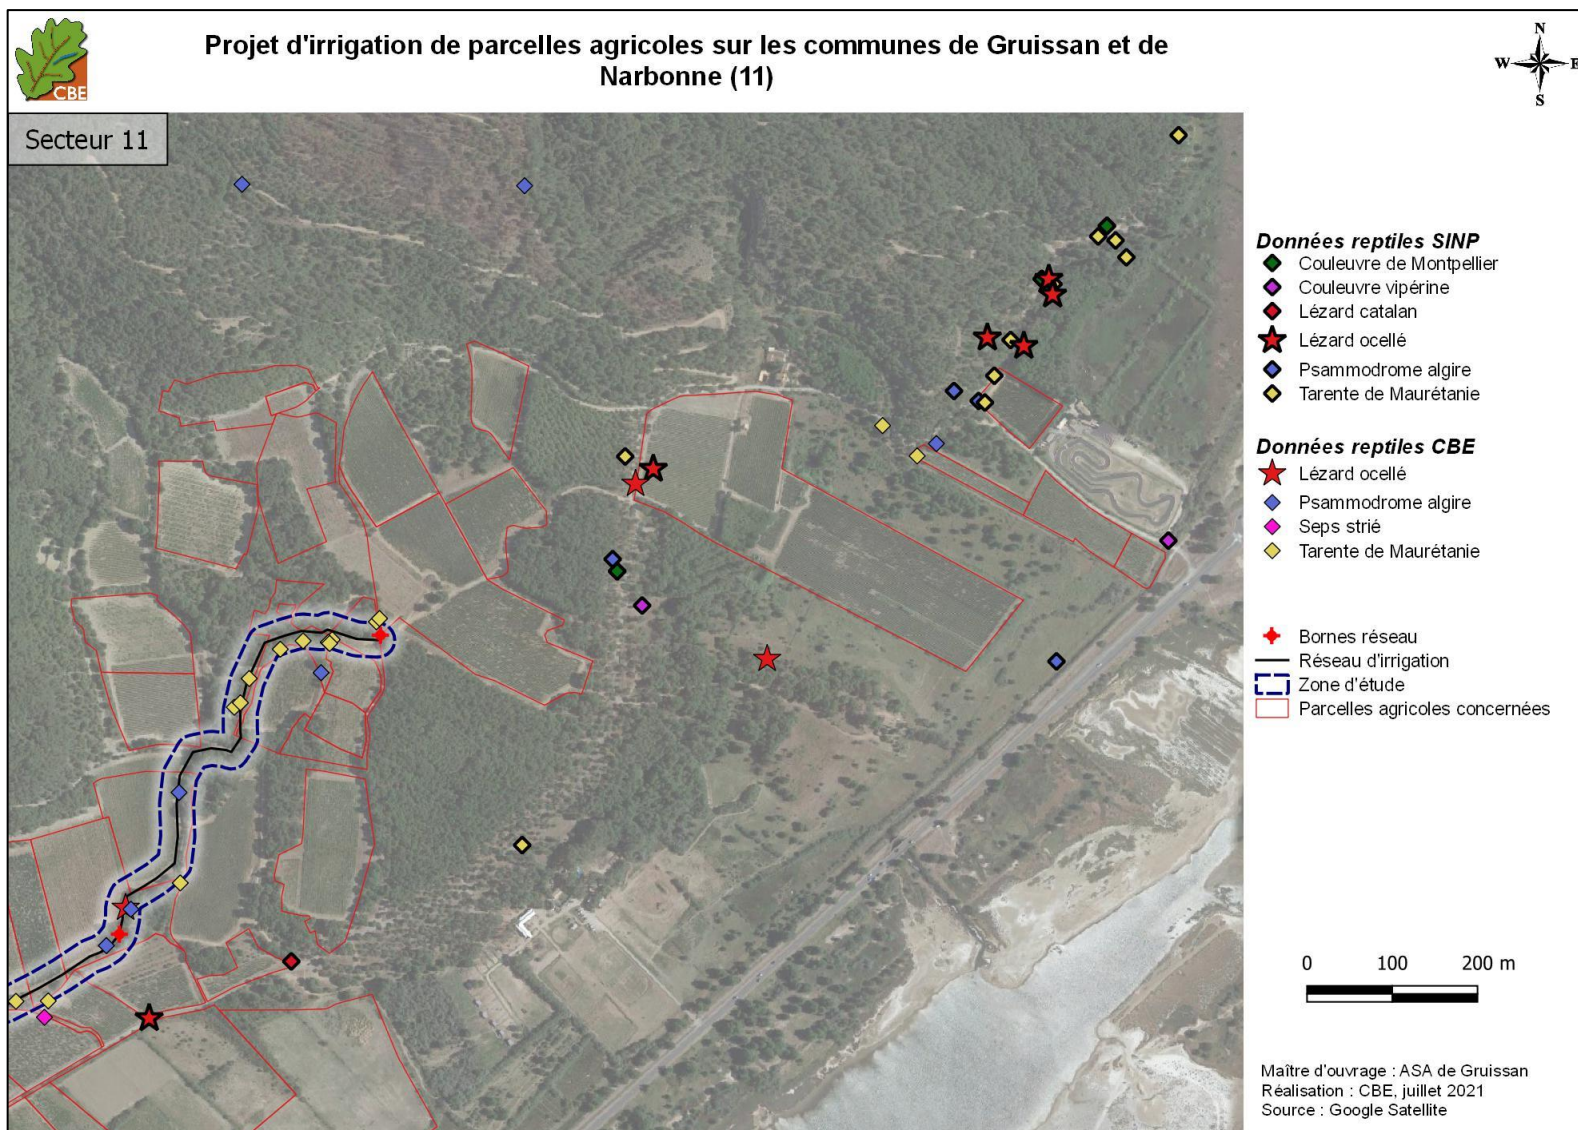 CBE
Projet d'irrigation de parcelles agricoles sur les communes de Gruissan et de
Narbonne (11)
N
W E
S
Secteur 11
Données reptiles SINP
Couleuvre de Montpellier
Couleuvre vipérine
Lézard catalan
Lézard ocellé
Psammodrome algire
Tarente de Maurétanie
Données reptiles CBE
Lézard ocellé
Psammodrome algire
Seps strié
Tarente de Maurétanie
Bornes réseau
Réseau d'irrigation
Zone d'étude
Parcelles agricoles concernées
0 100 200 m
Maître d'ouvrage : ASA de Gruissan
Réalisation : CBE, juillet 2021
Source : Google Satellite